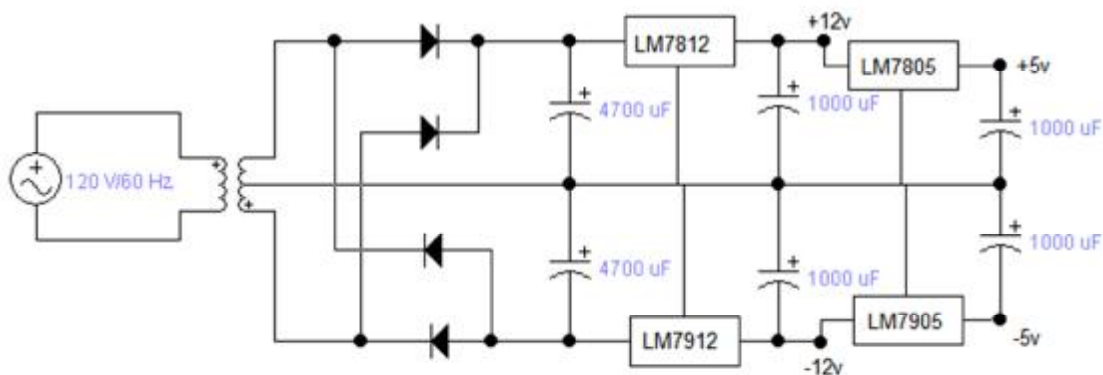 +12v
LM7812
LM7805
+5v
4700 uF
1000 uF
1000 uF
120 V/60 Hz
4700 uF
1000 uF
1000 uF
LM7912
LM7905
-12v
-5v